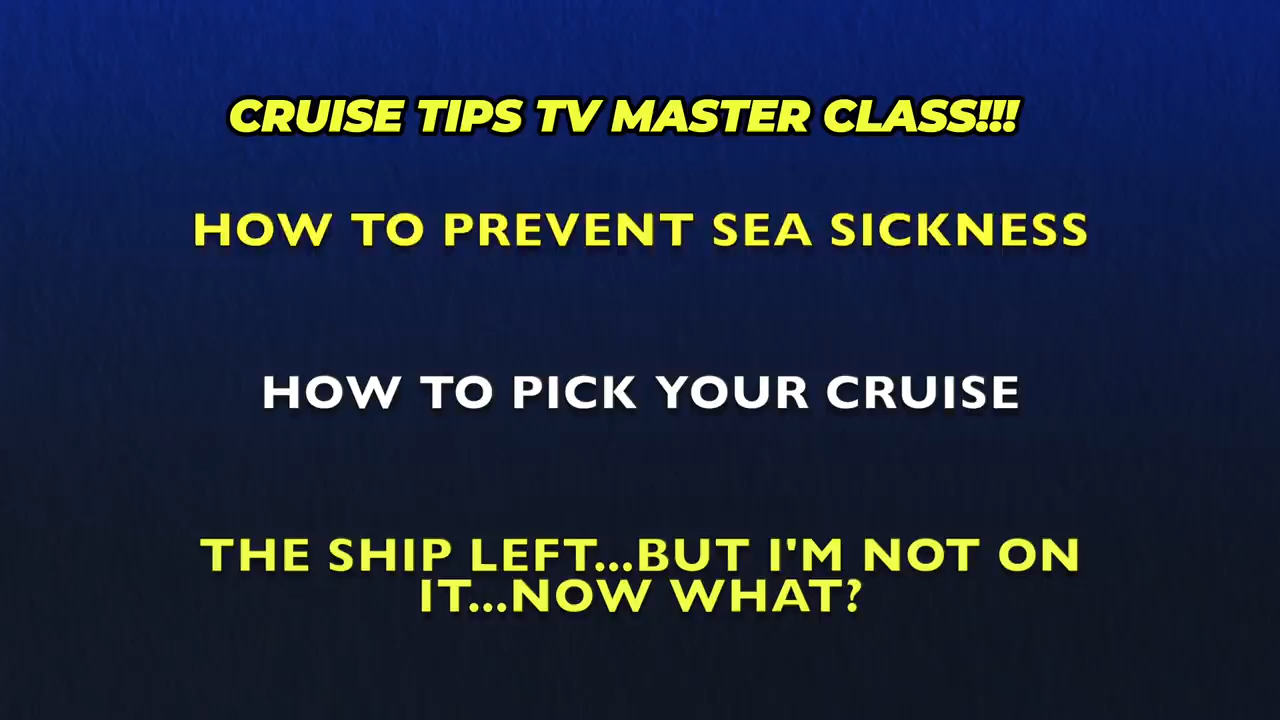 CRUISE TIPS TV MASTER CLASS!!!
HOW TO PREVENT SEA SICKNESS
HOW TO PICK YOUR CRUISE
THE SHIP LEFT...BUT I'M NOT ON
IT...NOW WHAT?